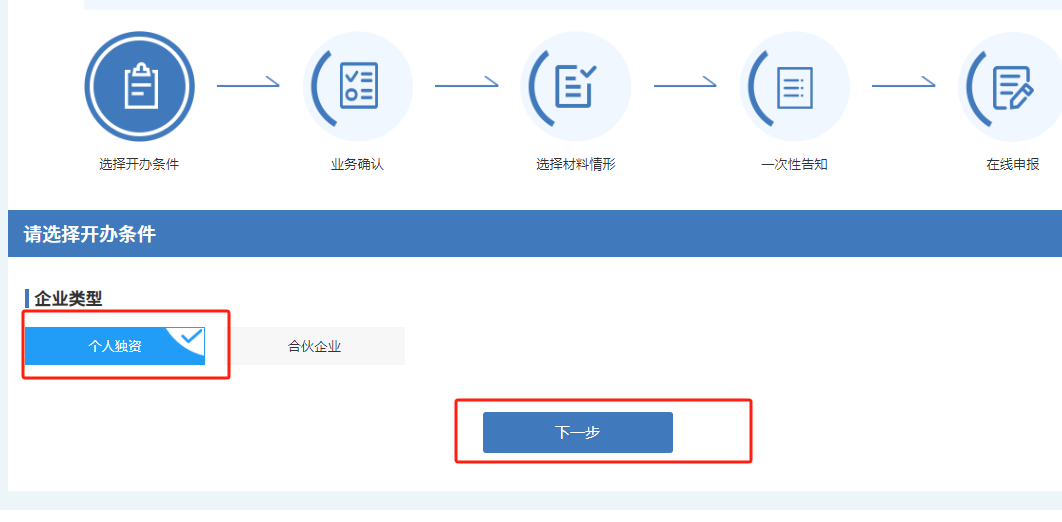 选择开办条件
业务确认
选择材料情形
一次性告知
在线申报
请选择开办条件
企业类型
个人独资
合伙企业
下一步